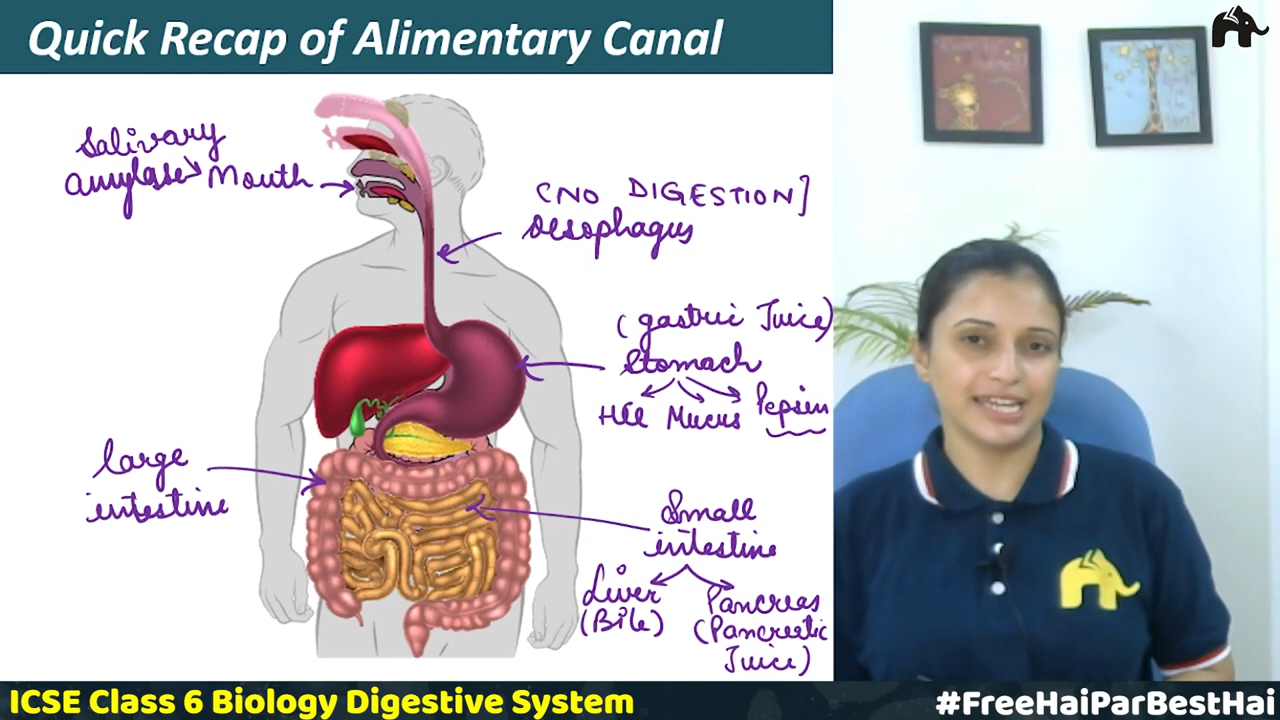 Quick Recap of Alimentary Canal
Salivary
amylase
Mouth
(NO DIGESTION]
Oesophagus
(gastric Juice)
Stomach
HCl Mucus Pepsin
large
intestine
Small
intestine
Liver
(Bile)
Pancreas
(Pancreatic
Juice)
ICSE Class 6 Biology Digestive System
#FreeHaiParBestHai